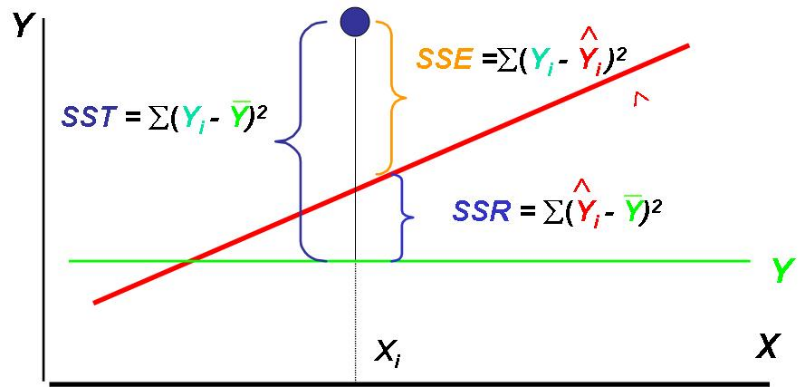 Y
SSE =∑(Yᵢ - Ŷᵢ)²
^
SST = ∑(Yᵢ - Y̅)²
SSR = ∑(Ŷᵢ - Y̅)²
Y
Xᵢ
X